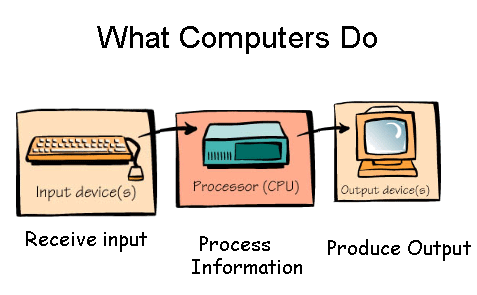 What Computers Do
Input device(s)
Processor (CPU)
Output device(s)
Receive input
Process
Information
Produce Output